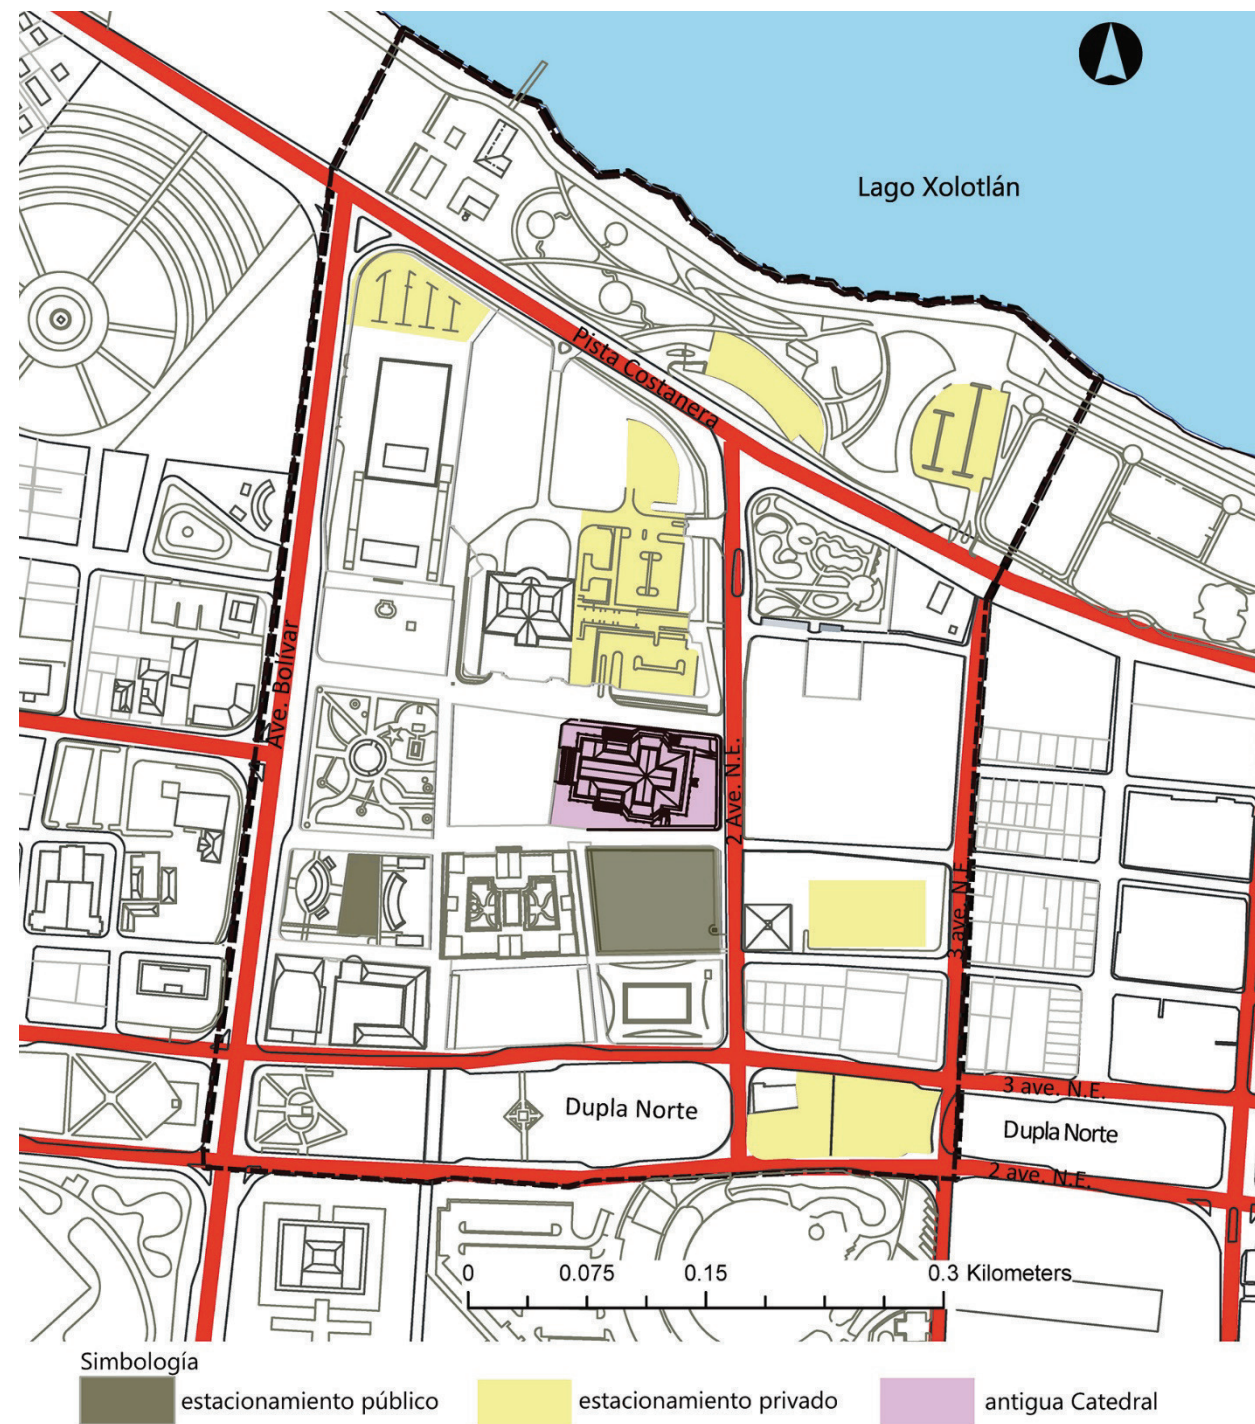 Lago Xolotlán
Pista Costanera
Ave. Bolívar
2 Ave. N.E.
3 ave. N.E.
Dupla Norte
3 ave. N.E.
Dupla Norte
2 ave. N.E.
0 0.075 0.15 0.3 Kilometers
Simbología
estacionamiento público estacionamiento privado antigua Catedral